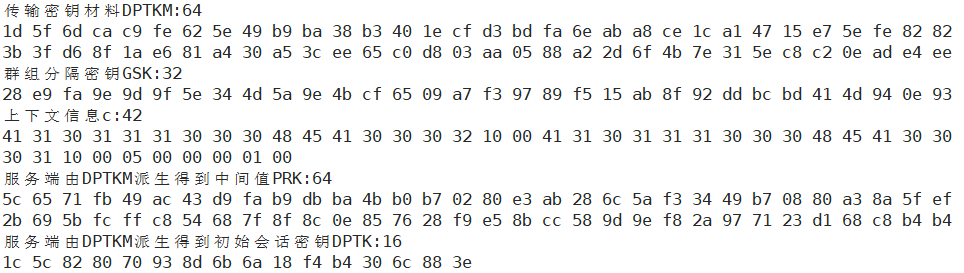 传输密钥材料DPTKM:64
1d 5f 6d ca c9 fe 62 5e 49 b9 ba 38 b3 40 1e cf d3 bd fa 6e ab a8 ce 1c a1 47 15 e7 5e fe 82 82
3b 3f d6 8f 1a e6 81 a4 30 a5 3c ee 65 c0 d8 03 aa 05 88 a2 2d 6f 4b 7e 31 5e c8 c2 0e ad e4 ee
群组分隔密钥GSK:32
28 e9 fa 9e 9d 9f 5e 34 4d 5a 9e 4b cf 65 09 a7 f3 97 89 f5 15 ab 8f 92 dd bc bd 41 4d 94 0e 93
上下文信息c:42
41 31 30 31 31 31 30 30 30 48 45 41 30 30 30 32 10 00 41 31 30 31 31 31 30 30 30 48 45 41 30 30
30 31 10 00 05 00 00 00 01 00
服务端由DPTKM派生得到中间值PRK:64
5c 65 71 fb 49 ac 43 d9 fa b9 db ba 4b b0 b7 02 80 e3 ab 28 6c 5a f3 34 49 b7 08 80 a3 8a 5f ef
2b 69 5b fc ff c8 54 68 7f 8f 8c 0e 85 76 28 f9 e5 8b cc 58 9d 9e f8 2a 97 71 23 d1 68 c8 b4 b4
服务端由DPTKM派生得到初始会话密钥DPTK:16
1c 5c 82 80 70 93 8d 6b 6a 18 f4 b4 30 6c 88 3e